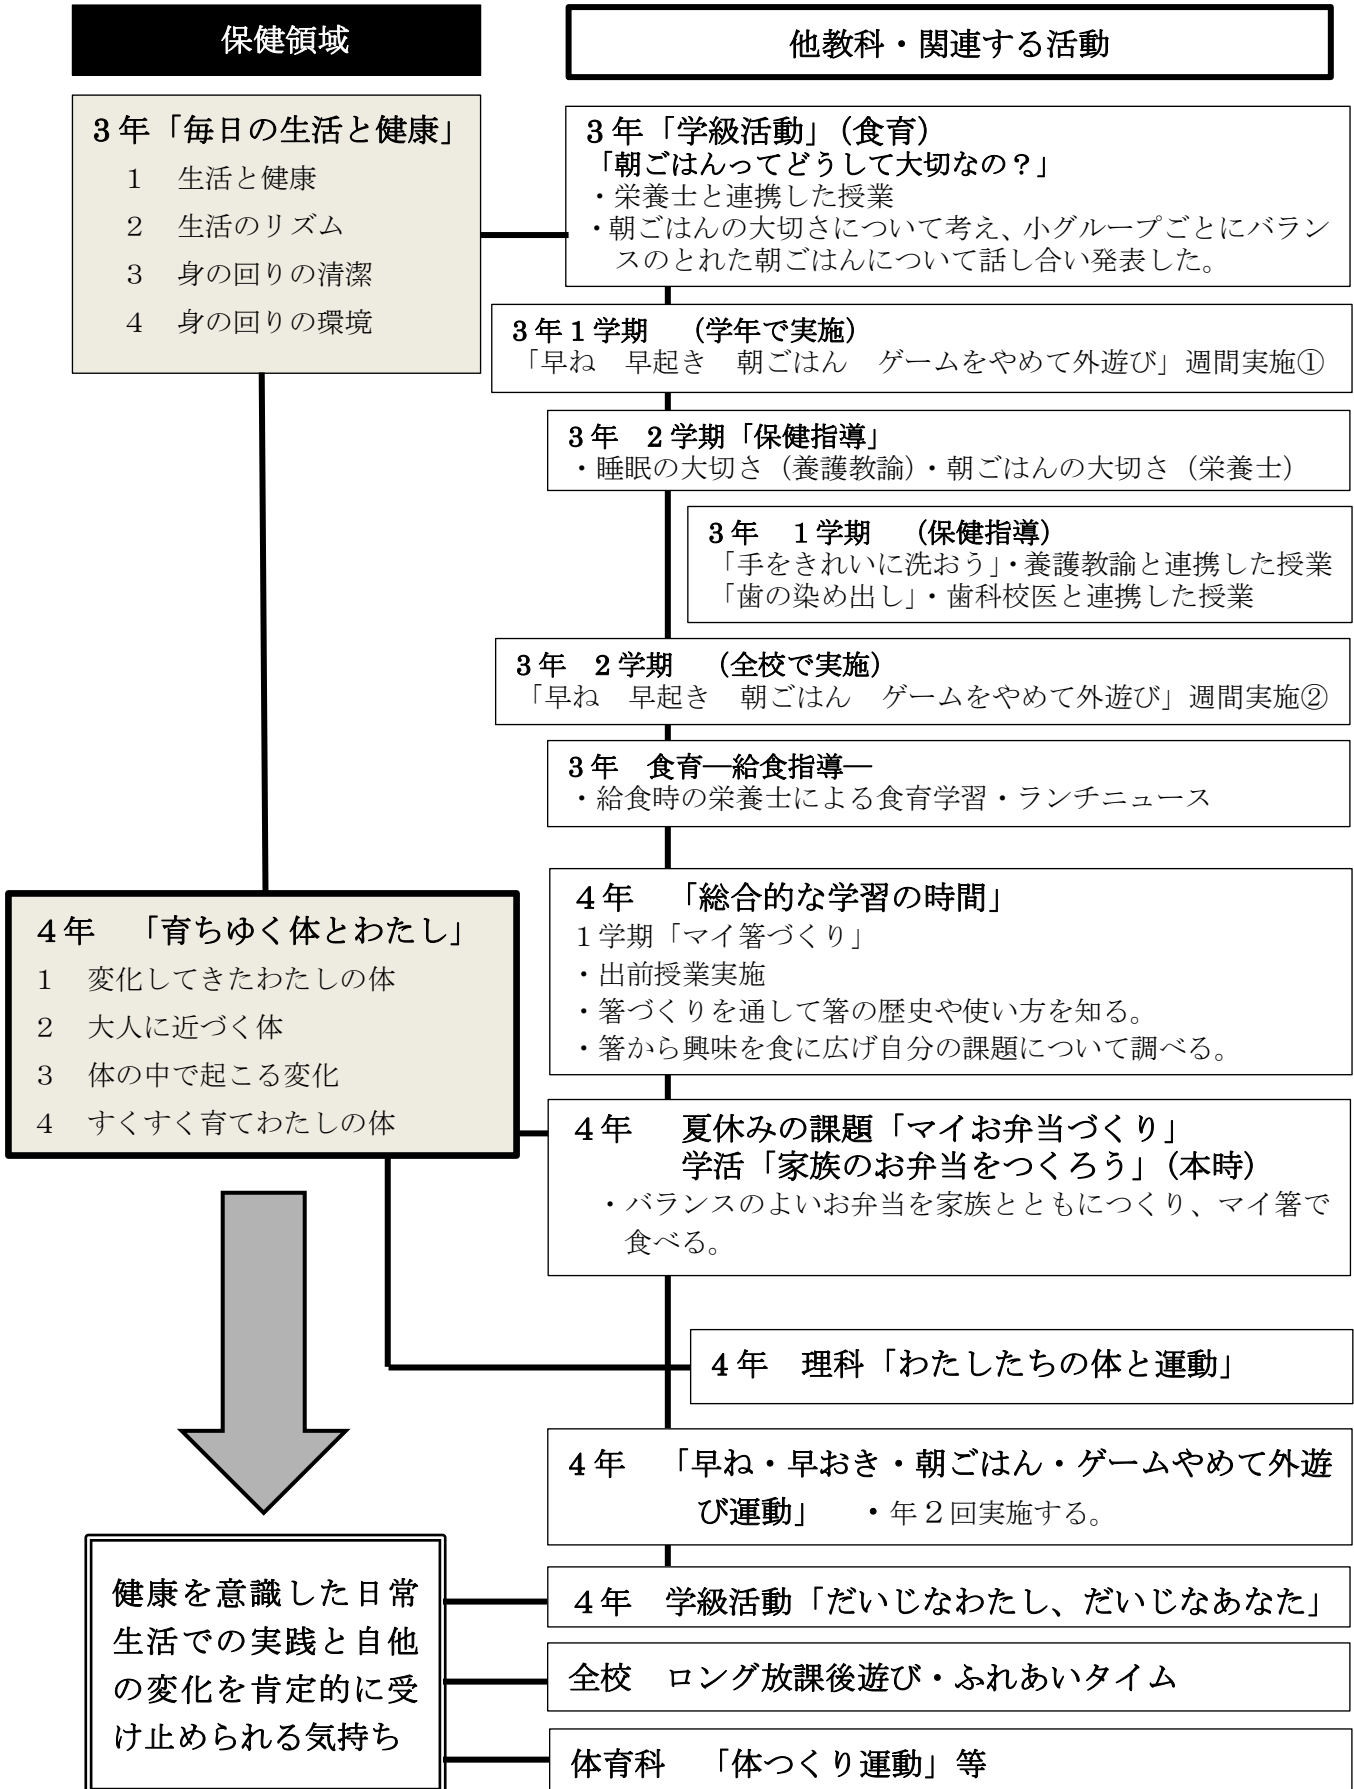 保健領域
他教科・関連する活動
3年「毎日の生活と健康」
1　生活と健康
2　生活のリズム
3　身の回りの清潔
4　身の回りの環境
3年「学級活動」（食育）
「朝ごはんってどうして大切なの？」
・栄養士と連携した授業
・朝ごはんの大切さについて考え、小グループごとにバラン
スのとれた朝ごはんについて話し合い発表した。
3年1学期　（学年で実施）
「早ね　早起き　朝ごはん　ゲームをやめて外遊び」週間実施①
3年　2学期「保健指導」
・睡眠の大切さ（養護教諭）・朝ごはんの大切さ（栄養士）
3年　1学期　（保健指導）
「手をきれいに洗おう」・養護教諭と連携した授業
「歯の染め出し」・歯科校医と連携した授業
3年　2学期　（全校で実施）
「早ね　早起き　朝ごはん　ゲームをやめて外遊び」週間実施②
3年　食育―給食指導―
・給食時の栄養士による食育学習・ランチニュース
4年　「育ちゆく体とわたし」
1　変化してきたわたしの体
2　大人に近づく体
3　体の中で起こる変化
4　すくすく育てわたしの体
4年　「総合的な学習の時間」
1学期「マイ箸づくり」
・出前授業実施
・箸づくりを通して箸の歴史や使い方を知る。
・箸から興味を食に広げ自分の課題について調べる。
4年　夏休みの課題「マイお弁当づくり」
学活「家族のお弁当をつくろう」（本時）
・バランスのよいお弁当を家族とともにつくり、マイ箸で
食べる。
4年　理科「わたしたちの体と運動」
4年　「早ね・早おき・朝ごはん・ゲームやめて外遊
び運動」　・年2回実施する。
健康を意識した日常
生活での実践と自他
の変化を肯定的に受
け止められる気持ち
4年　学級活動「だいじなわたし、だいじなあなた」
全校　ロング放課後遊び・ふれあいタイム
体育科　「体つくり運動」等